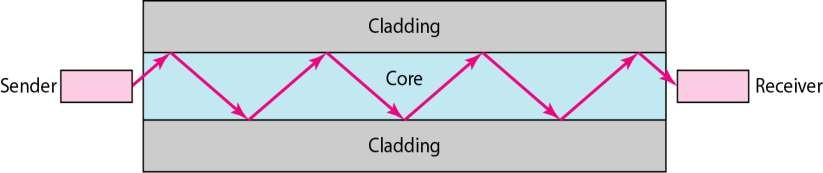 Cladding
Sender
Core
Receiver
Cladding